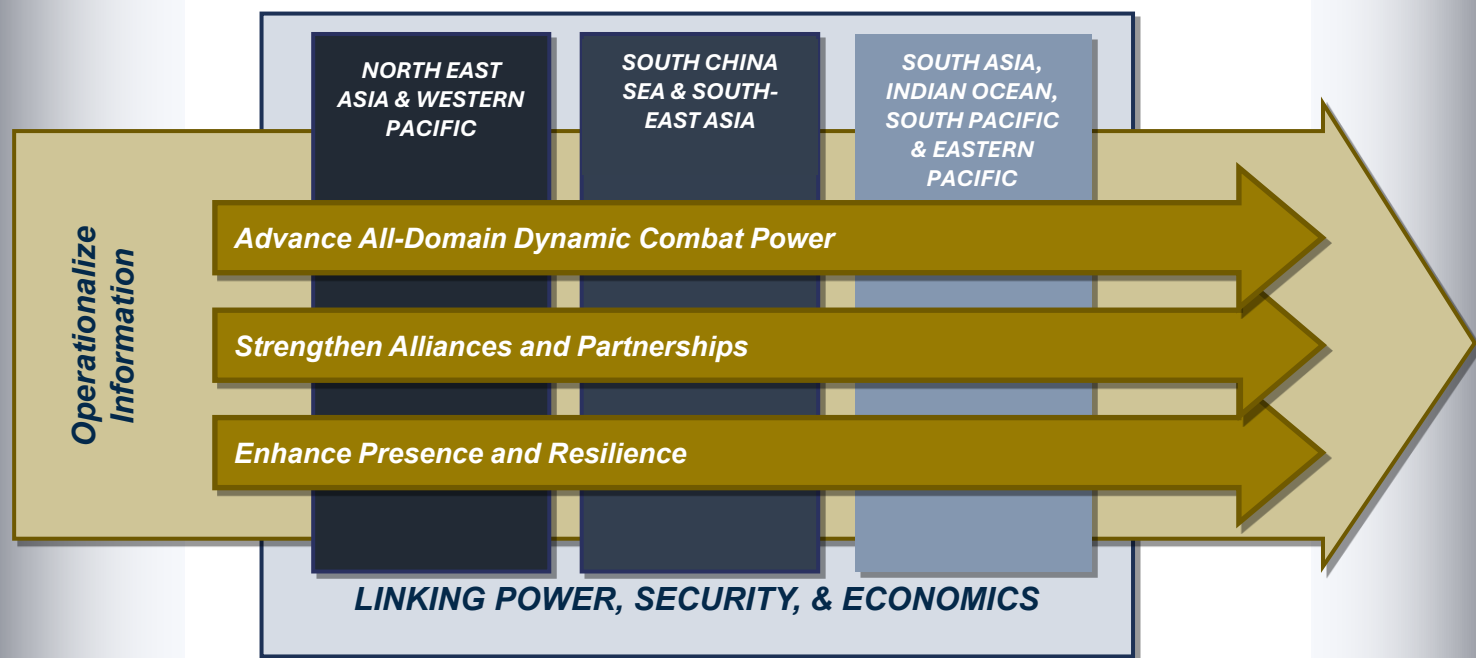 NORTH EAST
ASIA & WESTERN
PACIFIC
SOUTH CHINA
SEA & SOUTH-
EAST ASIA
SOUTH ASIA,
INDIAN OCEAN,
SOUTH PACIFIC
& EASTERN
PACIFIC
Operationalize
Information
Advance All-Domain Dynamic Combat Power
Strengthen Alliances and Partnerships
Enhance Presence and Resilience
LINKING POWER, SECURITY, & ECONOMICS